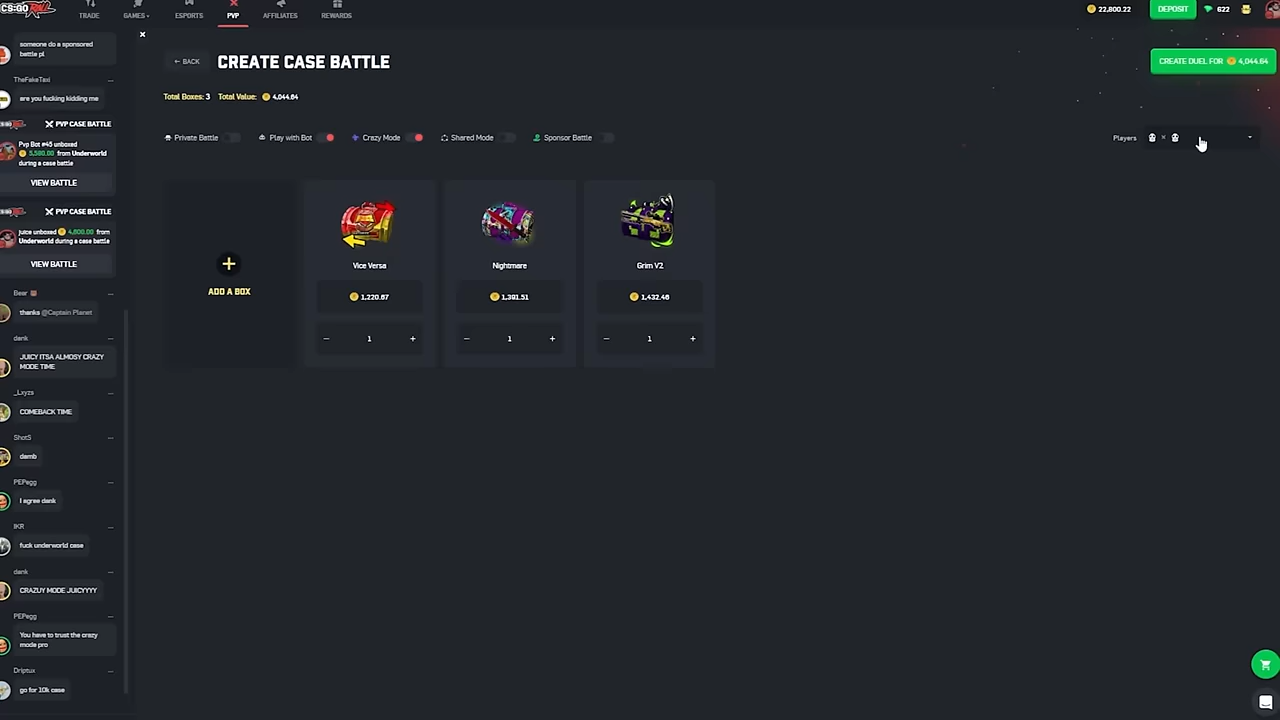 CS:GO ROLL
TRADE
GAMES
ESPORTS
PVP
AFFILIATES
REWARDS
22,800.22
DEPOSIT
622
someone do a sponsored
battle pl
TheFakeTaxi
are you fucking kidding me
PVP CASE BATTLE
Pvp Bot #45 unboxed
5,580.00 from Underworld
during a case battle
VIEW BATTLE
PVP CASE BATTLE
juice unboxed 4,600.00 from
Underworld during a case battle
VIEW BATTLE
Bear
thanks @Captain Planet
dank
JUICY ITSA ALMOSY CRAZY
MODE TIME
_Lxyzs
COMEBACK TIME
ShotS
damb
PEPegg
I agree dank
IKR
fuck underworld case
dank
CRAZUY MODE JUICYYYY
PEPegg
You have to trust the crazy
mode pro
Driptux
go for 10k case
← BACK
CREATE CASE BATTLE
CREATE DUEL FOR 4,044.64
Total Boxes: 3 Total Value: 4,044.64
Private Battle
Play with Bot
Crazy Mode
Shared Mode
Sponsor Battle
Players
+
ADD A BOX
Vice Versa
1,220.67
− 1 +
Nightmare
1,391.51
− 1 +
Grim V2
1,432.46
− 1 +